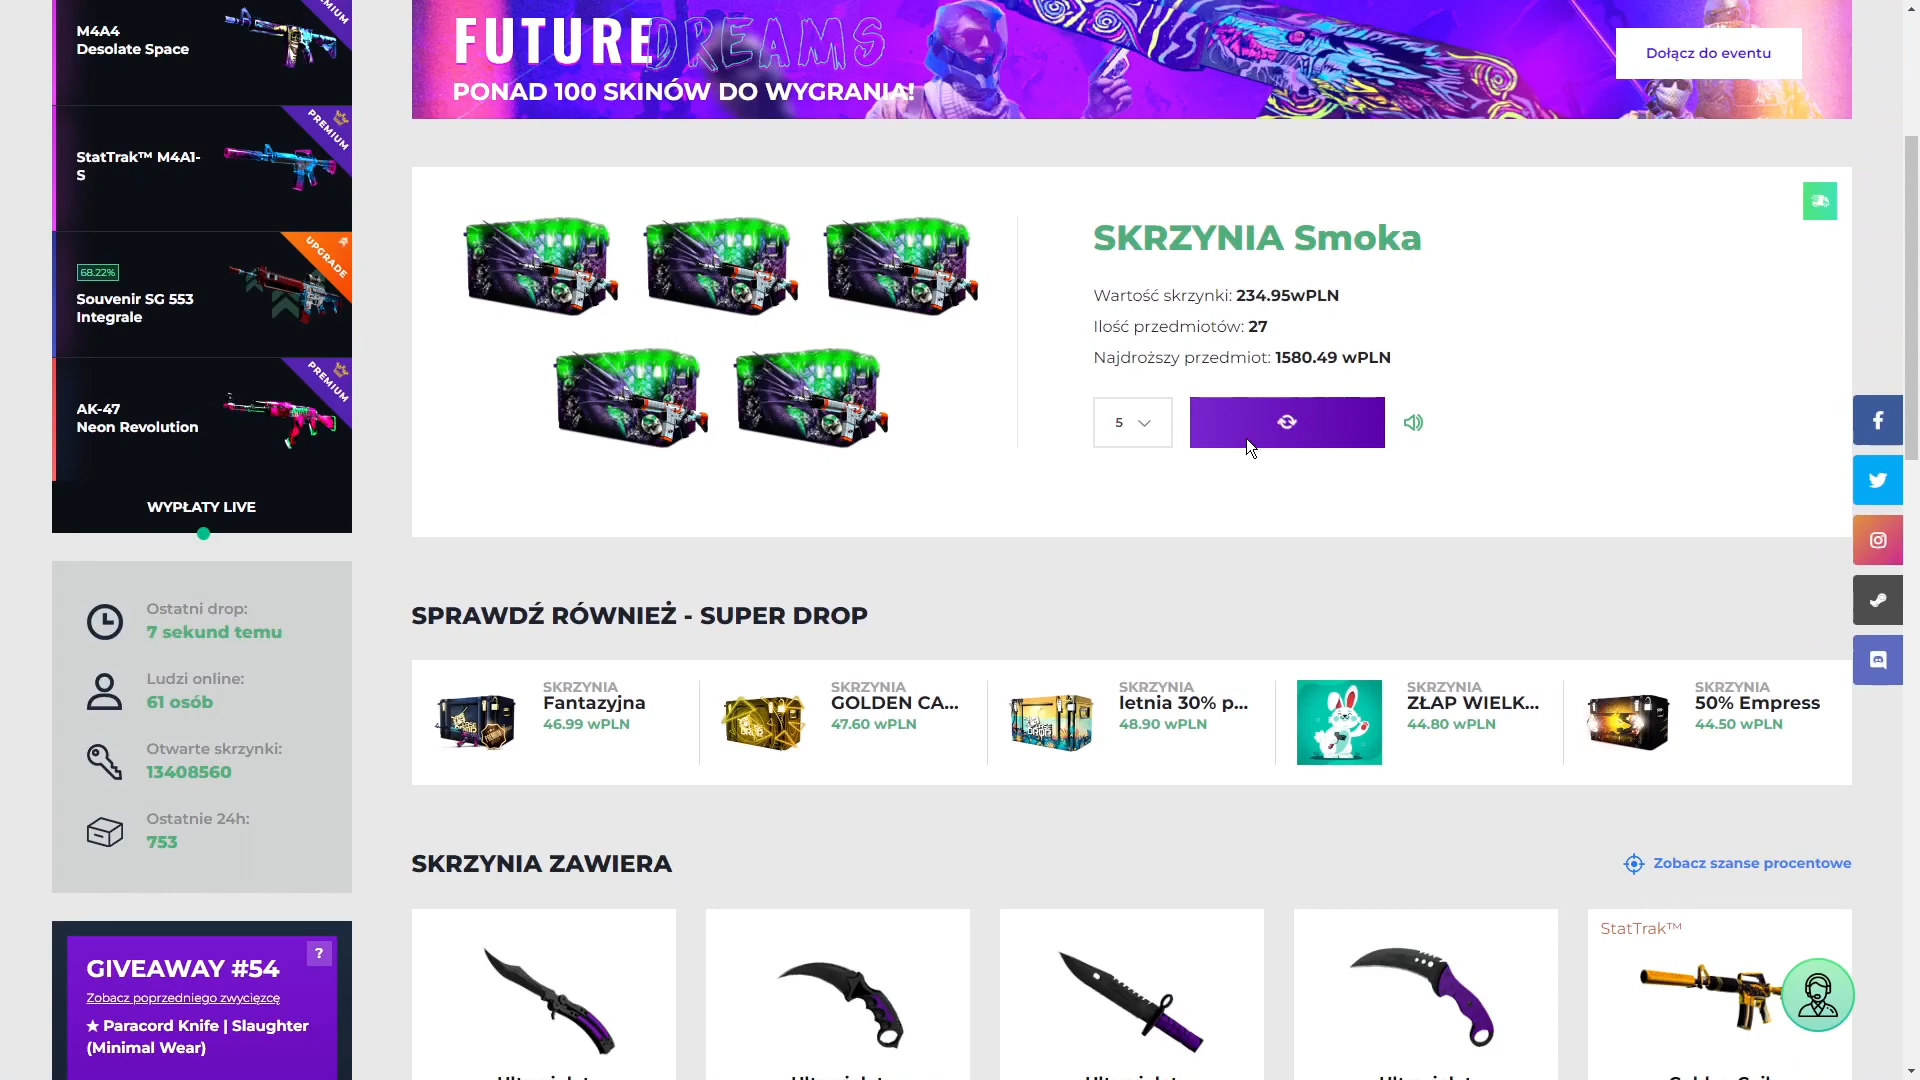 M4A4
Desolate Space
PREMIUM
StatTrak™ M4A1-
S
UPGRADE
68.22%
Souvenir SG 553
Integrale
PREMIUM
AK-47
Neon Revolution
WYPŁATY LIVE
Ostatni drop:
7 sekund temu
Ludzi online:
61 osób
Otwarte skrzynki:
13408560
Ostatnie 24h:
753
GIVEAWAY #54
?
Zobacz poprzedniego zwycięzcę
★ Paracord Knife | Slaughter
(Minimal Wear)
FUTURE DREAMS
PONAD 100 SKINÓW DO WYGRANIA!
Dołącz do eventu
SKRZYNIA Smoka
Wartość skrzynki: 234.95wPLN
Ilość przedmiotów: 27
Najdroższy przedmiot: 1580.49 wPLN
5
SPRAWDŹ RÓWNIEŻ - SUPER DROP
SKRZYNIA
Fantazyjna
46.99 wPLN
SKRZYNIA
GOLDEN CA...
47.60 wPLN
SKRZYNIA
letnia 30% p...
48.90 wPLN
SKRZYNIA
ZŁAP WIELK...
44.80 wPLN
SKRZYNIA
50% Empress
44.50 wPLN
SKRZYNIA ZAWIERA
Zobacz szanse procentowe
StatTrak™